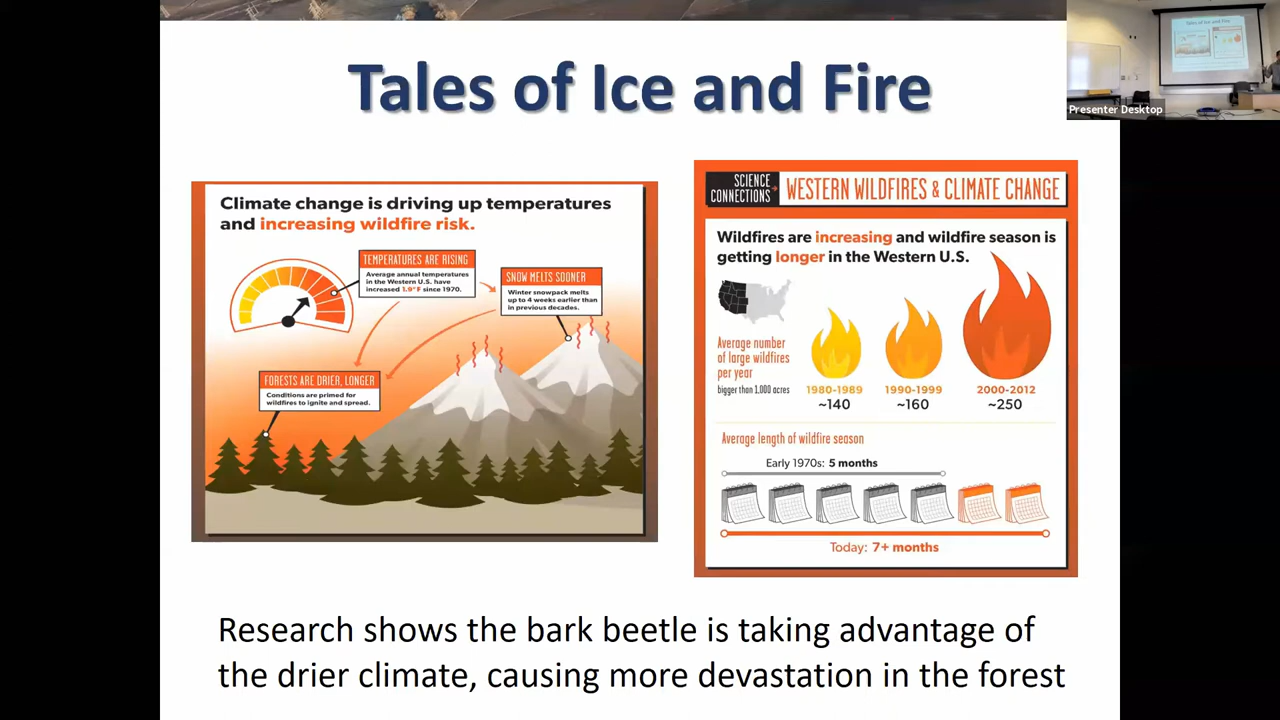 Tales of Ice and Fire
Presenter Desktop
Climate change is driving up temperatures
and increasing wildfire risk.
TEMPERATURES ARE RISING
Average annual temperatures
in the Western U.S. have
increased 1.9°F since 1970.
SNOW MELTS SOONER
Winter snowpack melts
up to 4 weeks earlier than
in previous decades.
FORESTS ARE DRIER, LONGER
Conditions are primed for
wildfires to ignite and spread.
SCIENCE
CONNECTIONS
WESTERN WILDFIRES & CLIMATE CHANGE
Wildfires are increasing and wildfire season is
getting longer in the Western U.S.
Average number
of large wildfires
per year
bigger than 1,000 acres
1980-1989
~140
1990-1999
~160
2000-2012
~250
Average length of wildfire season
Early 1970s: 5 months
Today: 7+ months
Research shows the bark beetle is taking advantage of
the drier climate, causing more devastation in the forest
Tales of Ice and Fire